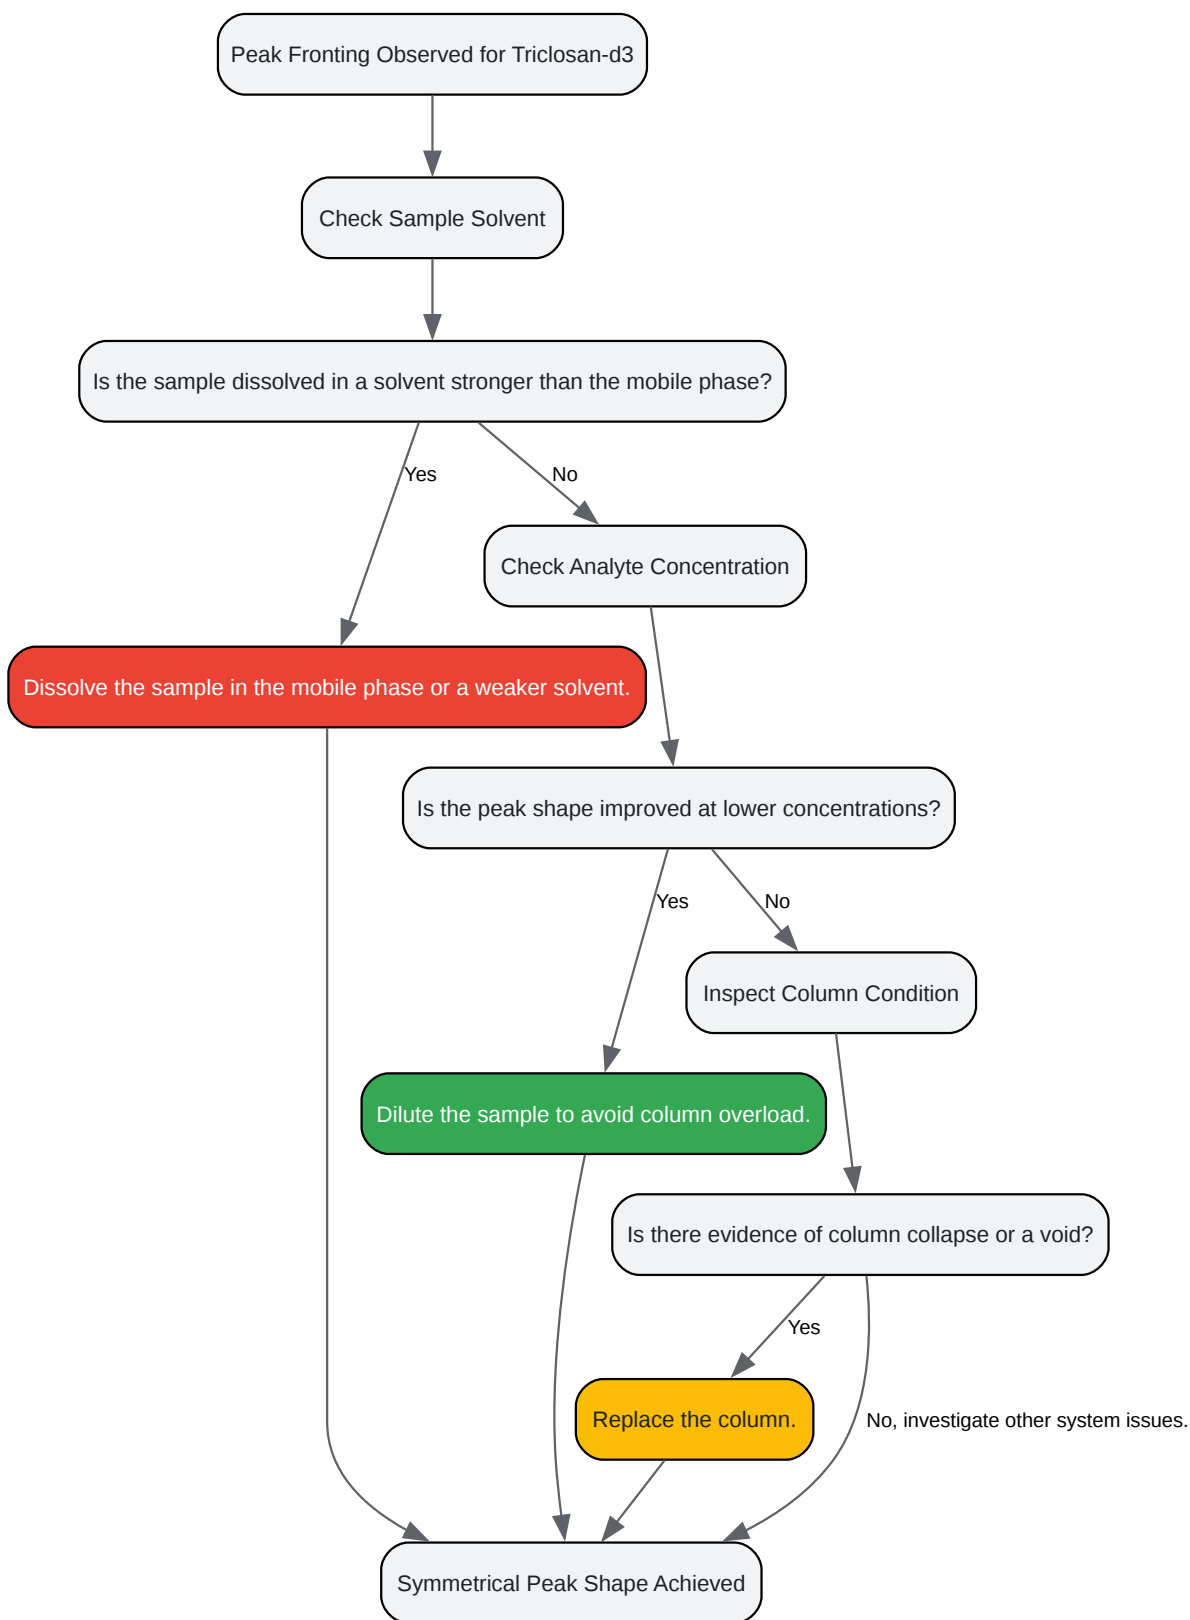 Peak Fronting Observed for Triclosan-d3
Check Sample Solvent
Is the sample dissolved in a solvent stronger than the mobile phase?
Yes
No
Check Analyte Concentration
Dissolve the sample in the mobile phase or a weaker solvent.
Is the peak shape improved at lower concentrations?
Yes
No
Inspect Column Condition
Dilute the sample to avoid column overload.
Is there evidence of column collapse or a void?
Yes
Replace the column.
No, investigate other system issues.
Symmetrical Peak Shape Achieved